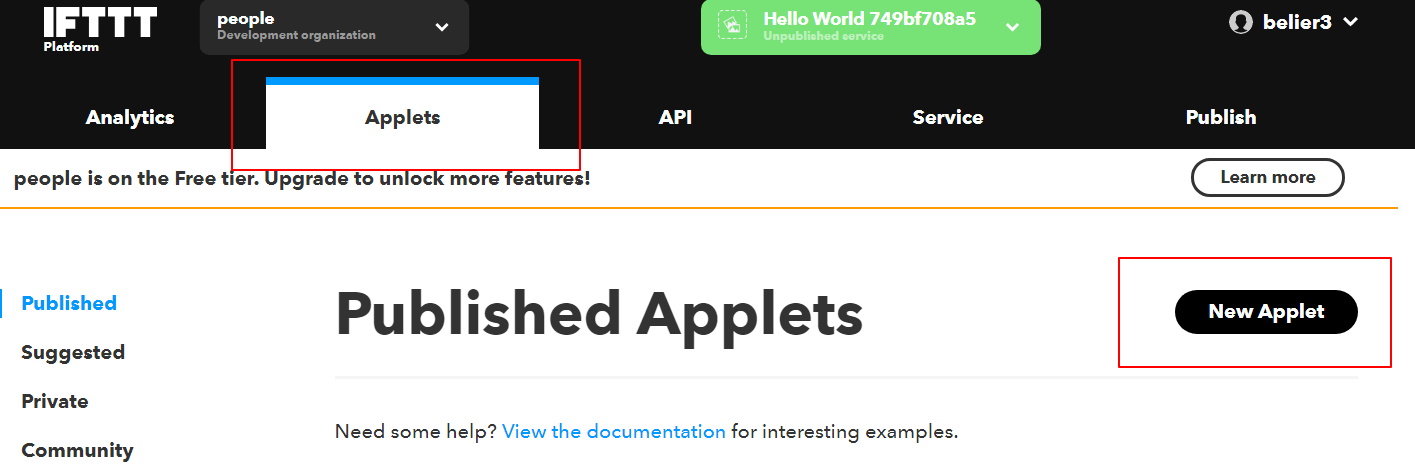 IFTTT
Platform
people
Development organization
Hello World 749bf708a5
Unpublished service
belier3
Analytics
Applets
API
Service
Publish
people is on the Free tier. Upgrade to unlock more features!
Learn more
Published
Suggested
Private
Community
Published Applets
New Applet
Need some help? View the documentation for interesting examples.